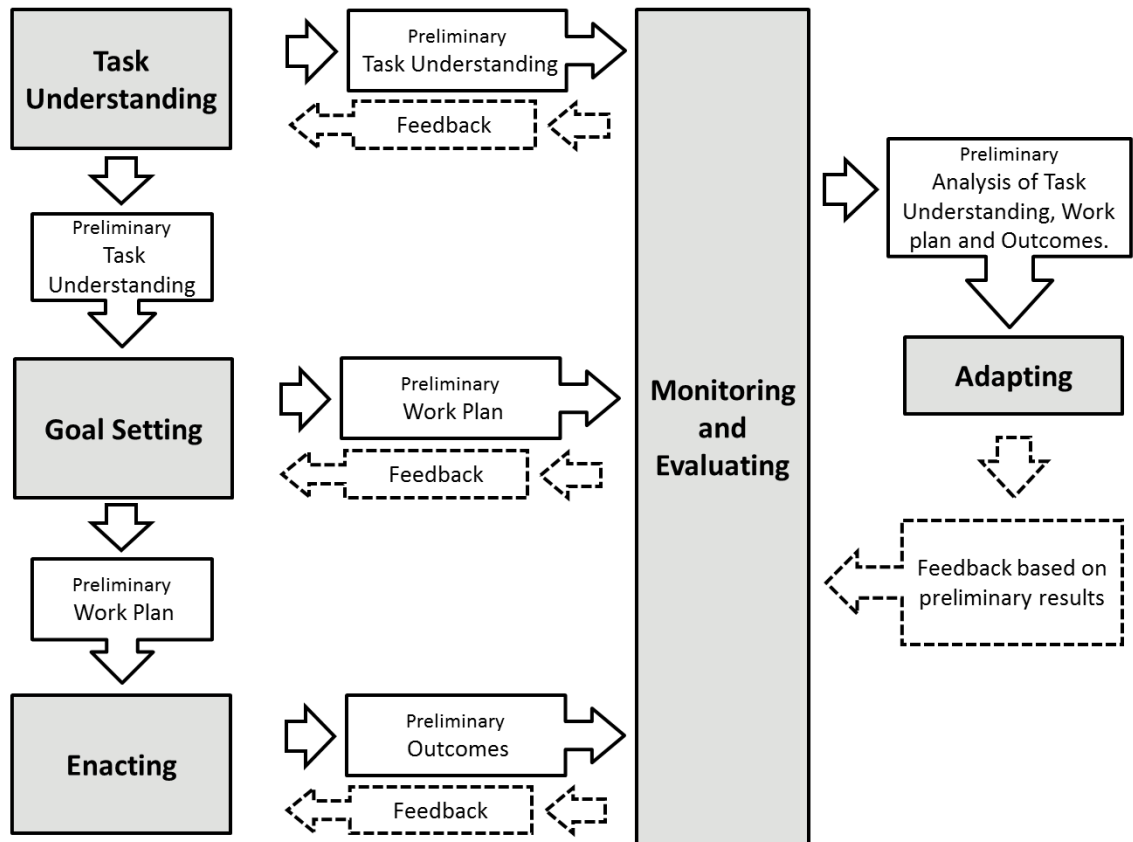 Task
Understanding
Preliminary
Task Understanding
Feedback
Preliminary
Task
Understanding
Goal Setting
Preliminary
Work Plan
Feedback
Preliminary
Work Plan
Enacting
Preliminary
Outcomes
Feedback
Monitoring
and
Evaluating
Preliminary
Analysis of Task
Understanding, Work
plan and Outcomes.
Adapting
Feedback based on
preliminary results